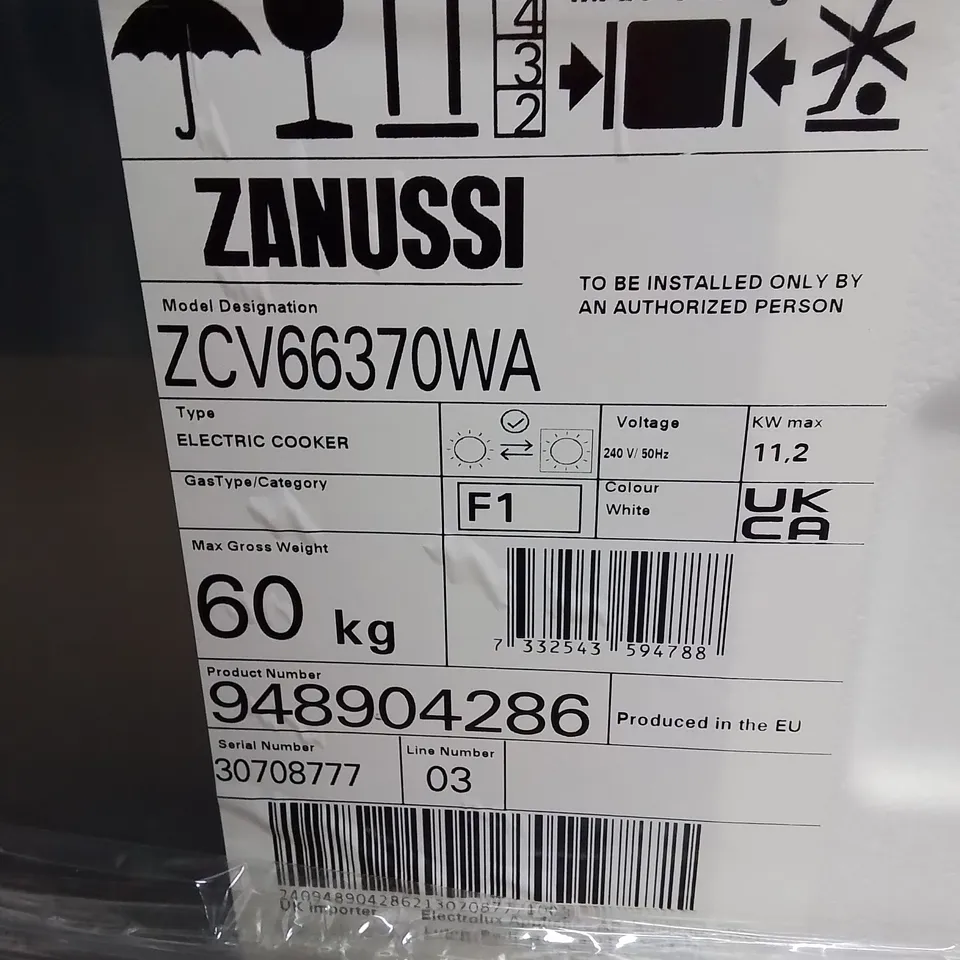 4
3
2
ZANUSSI
TO BE INSTALLED ONLY BY
AN AUTHORIZED PERSON
Model Designation
ZCV66370WA
Type
ELECTRIC COOKER
Voltage
240 V/ 50Hz
KW max
11,2
GasType/Category
F1
Colour
White
UK
CA
Max Gross Weight
60 kg
7 332543 594788
Product Number
948904286
Produced in the EU
Serial Number
30708777
Line Number
03
UK Importer
Electrolux